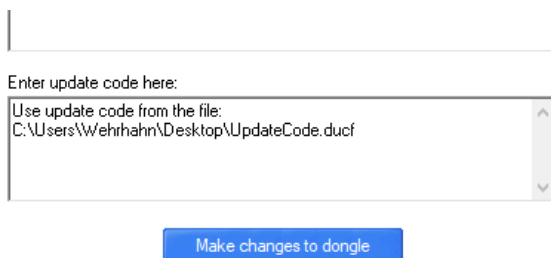 Enter update code here:
Use update code from the file:
C:\Users\Wehrhahn\Desktop\UpdateCode.ducf
Make changes to dongle